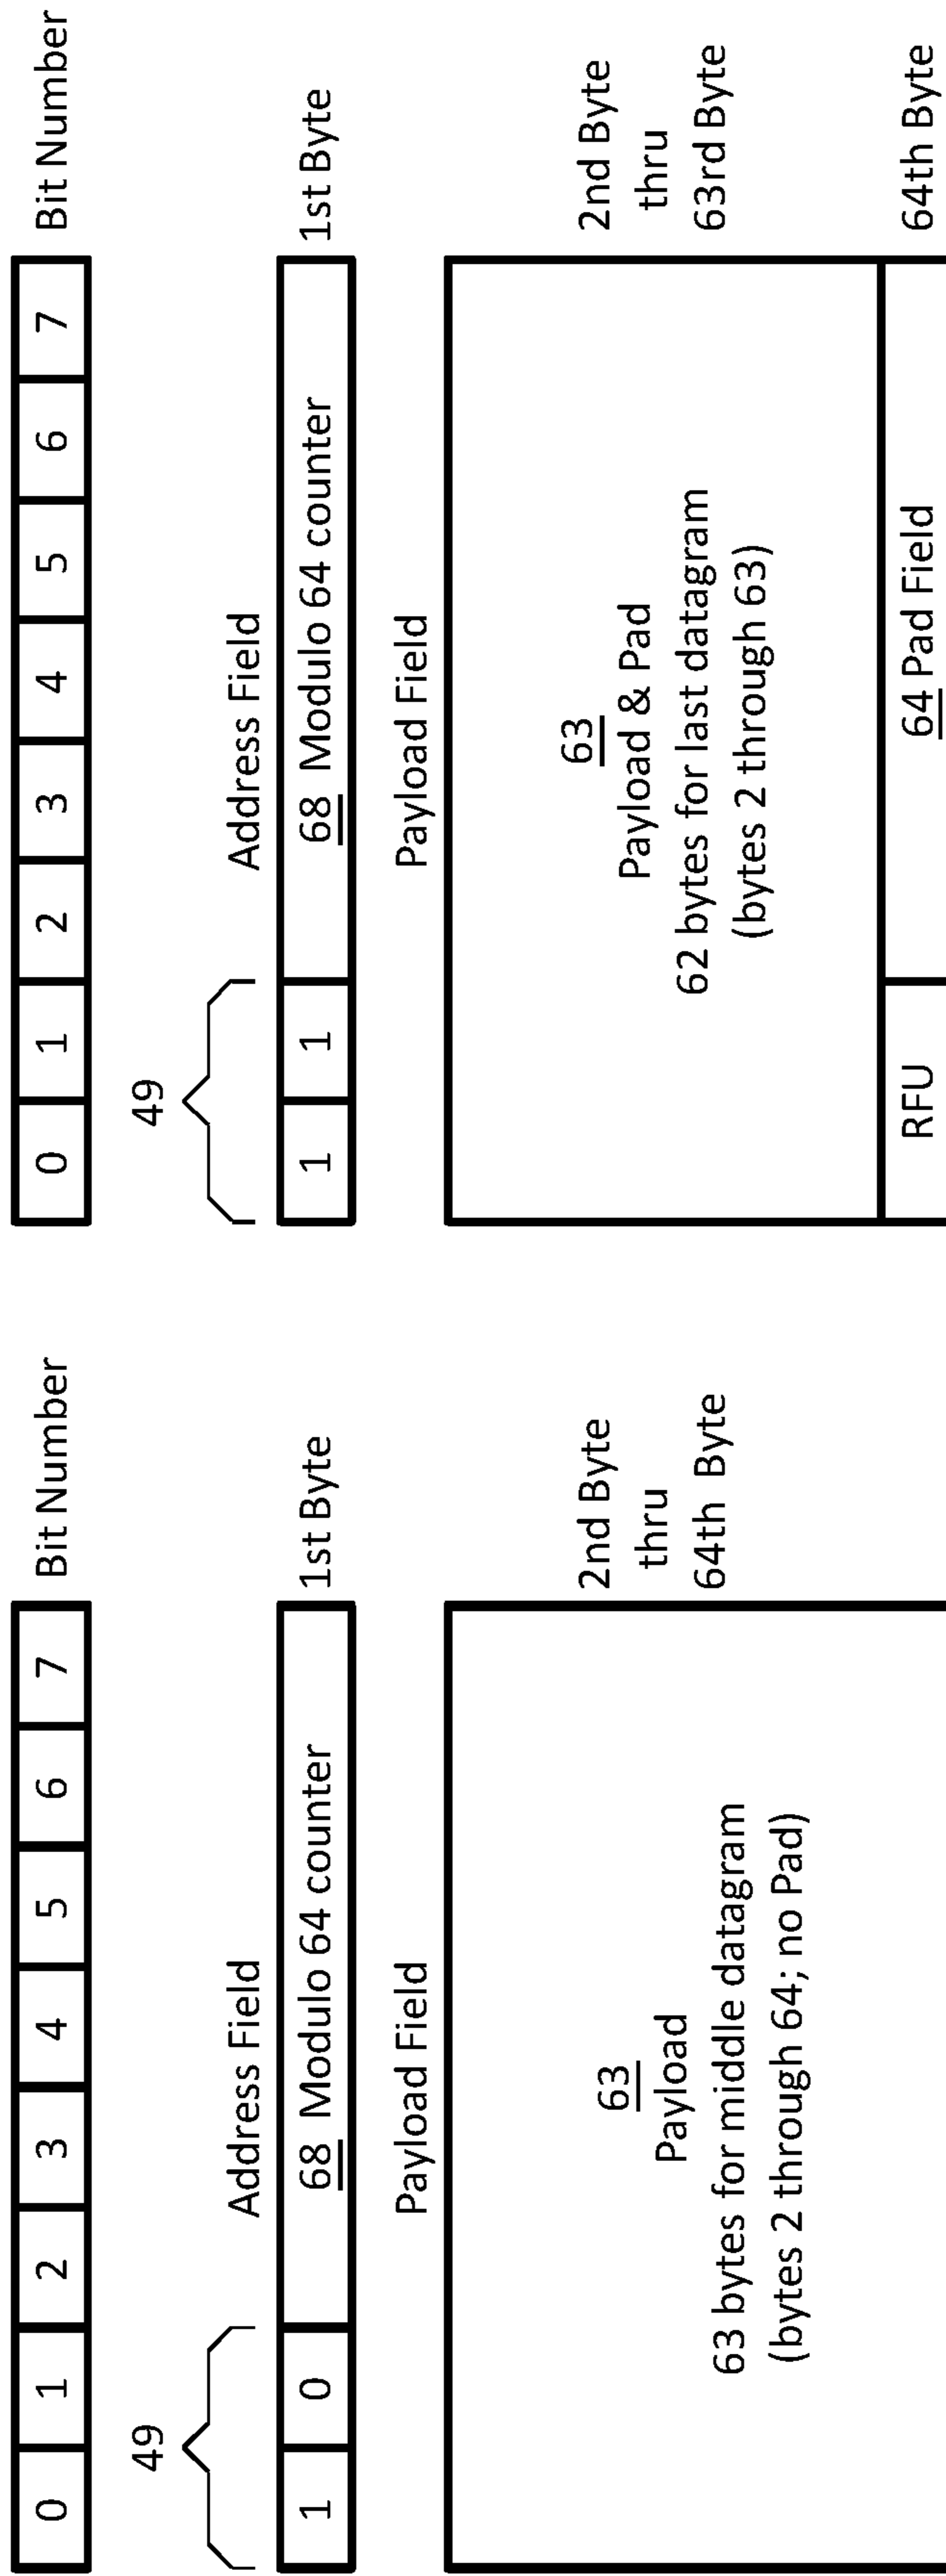 0 1 2 3 4 5 6 7 Bit Number
49
Address Field
1 0 68 Modulo 64 counter 1st Byte
Payload Field
63
Payload
63 bytes for middle datagram
(bytes 2 through 64; no Pad)
2nd Byte
thru
64th Byte
0 1 2 3 4 5 6 7 Bit Number
49
Address Field
1 1 68 Modulo 64 counter 1st Byte
Payload Field
63
Payload & Pad
62 bytes for last datagram
(bytes 2 through 63)
2nd Byte
thru
63rd Byte
RFU 64 Pad Field 64th Byte